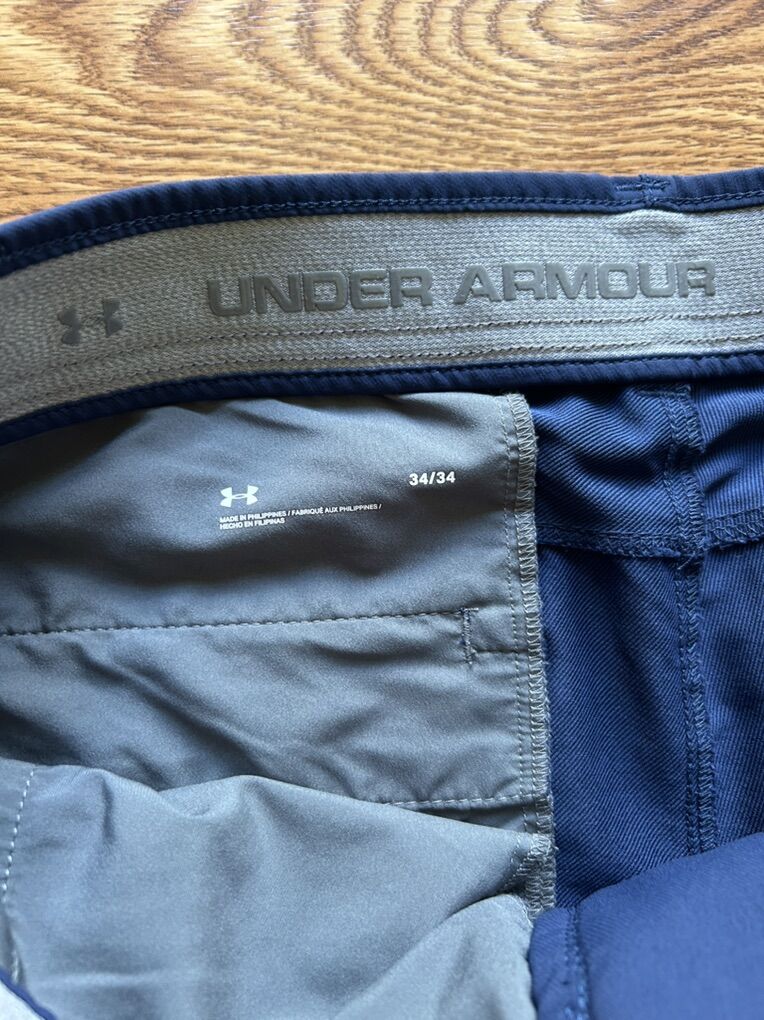 UNDER ARMOUR
34/34
MADE IN PHILIPPINES / FABRIQUÉ AUX PHILIPPINES /
HECHO EN FILIPINAS